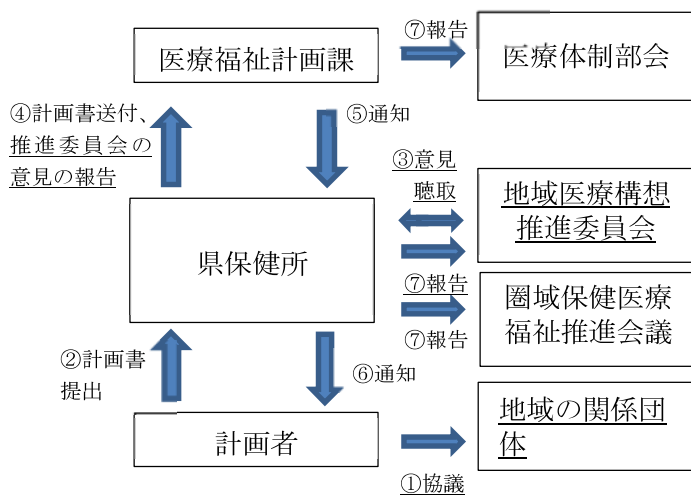 ⑦報告
医療福祉計画課
医療体制部会
④計画書送付、
推進委員会の
意見の報告
⑤通知
③意見
聴取
地域医療構想
推進委員会
県保健所
⑦報告
圏域保健医療
福祉推進会議
⑦報告
②計画書
提出
⑥通知
計画者
地域の関係団
体
①協議